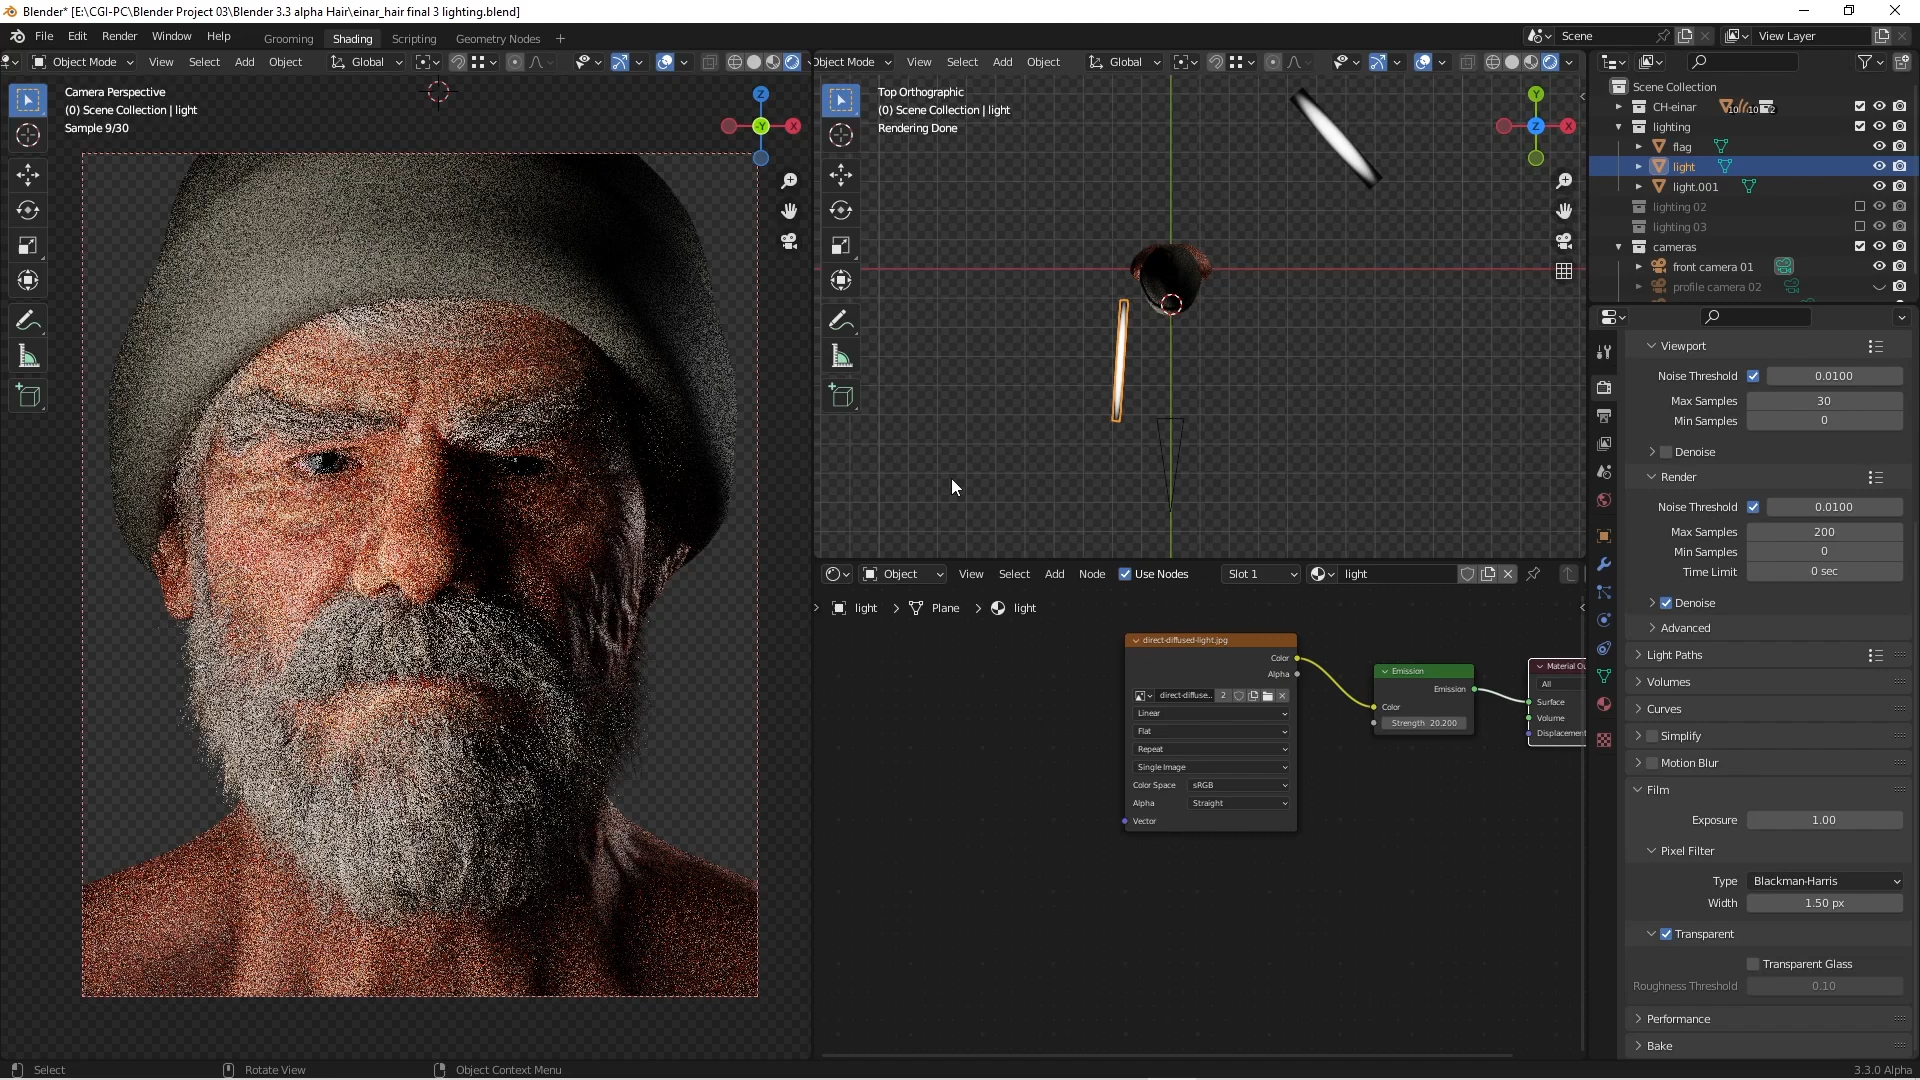 Blender* [E:\CGI-PC\Blender Project 03\Blender 3.3 alpha Hair\einar_hair final 3 lighting.blend]
File Edit Render Window Help Grooming Shading Scripting Geometry Nodes + Scene View Layer
Object Mode View Select Add Object Global
Object Mode View Select Add Object Global
Camera Perspective
(0) Scene Collection | light
Sample 9/30
Z
-Y
X
Top Orthographic
(0) Scene Collection | light
Rendering Done
Y
Z
X
Scene Collection
CH-einar 10 10 2
lighting
flag
light
light.001
lighting 02
lighting 03
cameras
front camera 01
profile camera 02
Viewport
Noise Threshold 0.0100
Max Samples 30
Min Samples 0
Denoise
Render
Noise Threshold 0.0100
Max Samples 200
Min Samples 0
Time Limit 0 sec
Denoise
Advanced
Light Paths
Volumes
Curves
Simplify
Motion Blur
Film
Exposure 1.00
Pixel Filter
Type Blackman-Harris
Width 1.50 px
Transparent
Transparent Glass
Roughness Threshold 0.10
Performance
Bake
Object View Select Add Node Use Nodes Slot 1 light
light > Plane > light
direct-diffused-light.jpg
Color
Alpha
direct-diffuse.. 2
Linear
Flat
Repeat
Single Image
Color Space sRGB
Alpha Straight
Vector
Emission
Emission
Color
Strength 20.200
Material Ou
All
Surface
Volume
Displacement
Select Rotate View Object Context Menu 3.3.0 Alpha